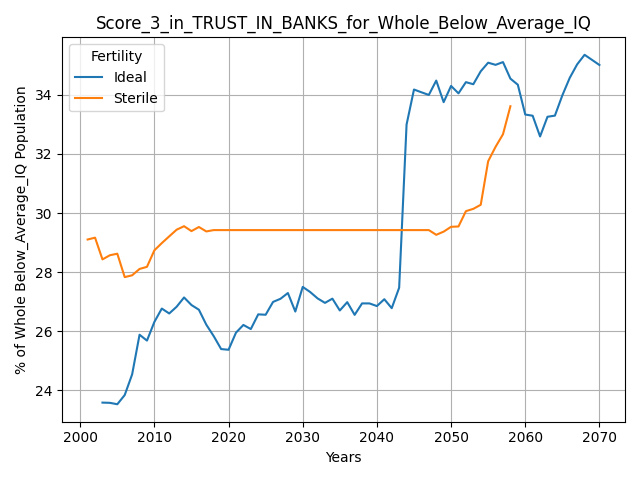 Score_3_in_TRUST_IN_BANKS_for_Whole_Below_Average_IQ
Fertility
Ideal
Sterile
% of Whole Below_Average_IQ Population
34
32
30
28
26
24
2000 2010 2020 2030 2040 2050 2060 2070
Years